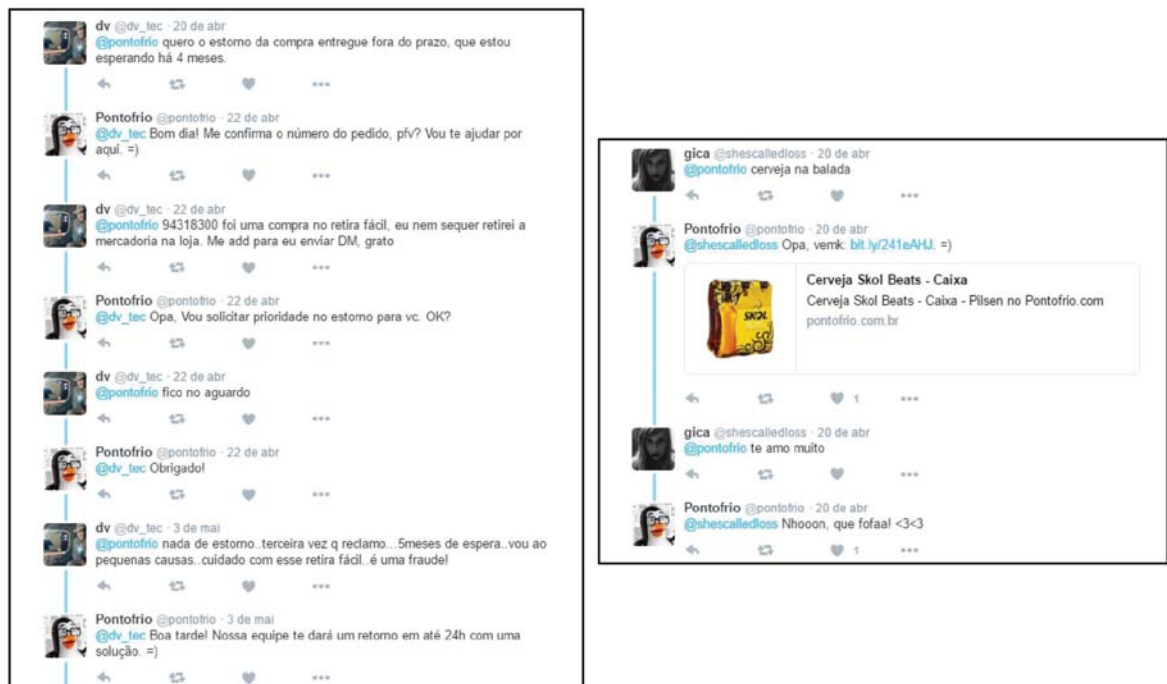 dv @dv_tec · 20 de abr
@pontofrio quero o estorno da compra entregue fora do prazo, que estou
esperando há 4 meses.
Pontofrio @pontofrio · 22 de abr
@dv_tec Bom dia! Me confirma o número do pedido, pfv? Vou te ajudar por
aqui. =)
dv @dv_tec · 22 de abr
@pontofrio 94318300 foi uma compra no retira fácil, eu nem sequer retirei a
mercadoria na loja. Me add para eu enviar DM, grato
Pontofrio @pontofrio · 22 de abr
@dv_tec Opa, Vou solicitar prioridade no estorno para vc. OK?
dv @dv_tec · 22 de abr
@pontofrio fico no aguardo
Pontofrio @pontofrio · 22 de abr
@dv_tec Obrigado!
dv @dv_tec · 3 de mai
@pontofrio nada de estorno..terceira vez q reclamo...5meses de espera..vou ao
pequenas causas..cuidado com esse retira fácil..é uma fraude!
Pontofrio @pontofrio · 3 de mai
@dv_tec Boa tarde! Nossa equipe te dará um retorno em até 24h com uma
solução. =)
gica @shescalledloss · 20 de abr
@pontofrio cerveja na balada
Pontofrio @pontofrio · 20 de abr
@shescalledloss Opa, vemk: bit.ly/241eAHJ. =)
SKOL
Cerveja Skol Beats - Caixa
Cerveja Skol Beats - Caixa - Pilsen no Pontofrio.com
pontofrio.com.br
1
gica @shescalledloss · 20 de abr
@pontofrio te amo muito
Pontofrio @pontofrio · 20 de abr
@shescalledloss Nhooon, que fofaa! <3<3
1